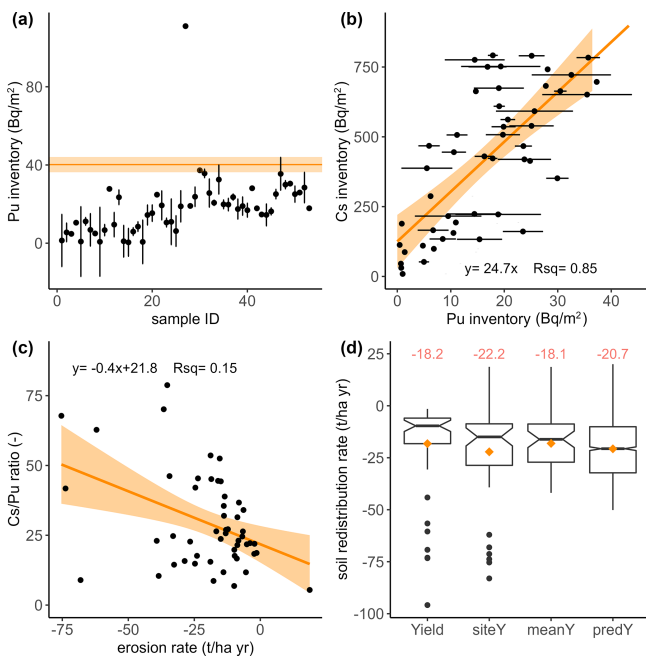 (a)
Pu inventory (Bq/m²)
80
40
0
0
20
40
sample ID
(b)
Cs inventory (Bq/m²)
750
500
250
0
y= 24.7x Rsq= 0.85
0
10
20
30
40
Pu inventory (Bq/m²)
(c)
y= -0.4x+21.8 Rsq= 0.15
Cs/Pu ratio (-)
75
50
25
0
-75
-50
-25
0
erosion rate (t/ha yr)
(d)
soil redistribution rate (t/ha yr)
25
0
-25
-50
-75
-100
-18.2 -22.2 -18.1 -20.7
Yield siteY meanY predY